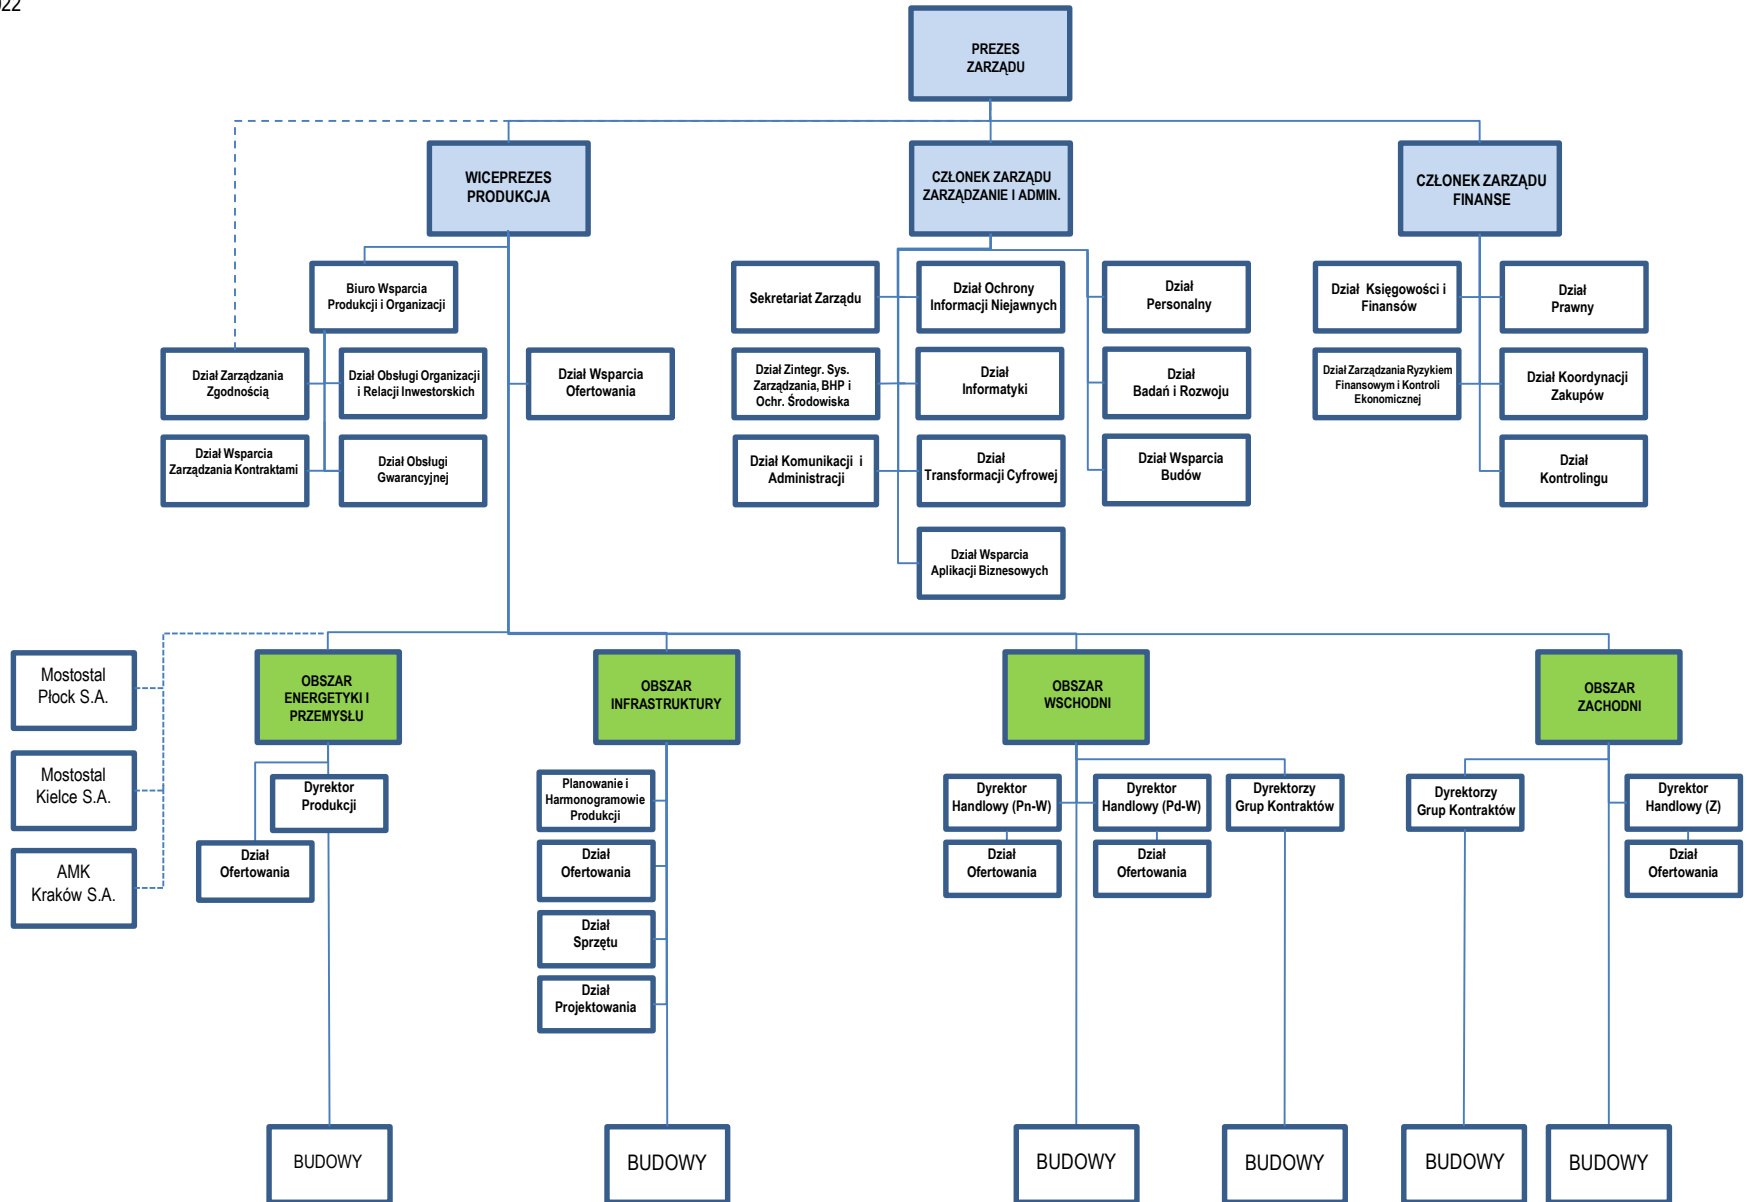 PREZES
ZARZĄDU
WICEPREZES
PRODUKCJA
CZŁONEK ZARZĄDU
ZARZĄDZANIE I ADMIN.
CZŁONEK ZARZĄDU
FINANSE
Biuro Wsparcia
Produkcji i Organizacji
Dział Zarządzania
Zgodnością
Dział Obsługi Organizacji
i Relacji Inwestorskich
Dział Wsparcia
Zarządzania Kontraktami
Dział Obsługi
Gwarancyjnej
Dział Wsparcia
Ofertowania
Sekretariat Zarządu
Dział Ochrony
Informacji Niejawnych
Dział
Personalny
Dział Zintegr. Sys.
Zarządzania, BHP i
Ochr. Środowiska
Dział
Informatyki
Dział
Badań i Rozwoju
Dział Komunikacji i
Administracji
Dział
Transformacji Cyfrowej
Dział Wsparcia
Budów
Dział Wsparcia
Aplikacji Biznesowych
Dział Księgowości i
Finansów
Dział
Prawny
Dział Zarządzania Ryzykiem
Finansowym i Kontroli
Ekonomicznej
Dział Koordynacji
Zakupów
Dział
Kontrolingu
Mostostal
Płock S.A.
Mostostal
Kielce S.A.
AMK
Kraków S.A.
OBSZAR
ENERGETYKI I
PRZEMYSŁU
OBSZAR
INFRASTRUKTURY
OBSZAR
WSCHODNI
OBSZAR
ZACHODNI
Dyrektor
Produkcji
Dział
Ofertowania
Planowanie i
Harmonogramowie
Produkcji
Dział
Ofertowania
Dział
Sprzętu
Dział
Projektowania
Dyrektor
Handlowy (Pn-W)
Dyrektor
Handlowy (Pd-W)
Dyrektorzy
Grup Kontraktów
Dział
Ofertowania
Dział
Ofertowania
Dyrektorzy
Grup Kontraktów
Dyrektor
Handlowy (Z)
Dział
Ofertowania
BUDOWY
BUDOWY
BUDOWY
BUDOWY
BUDOWY
BUDOWY